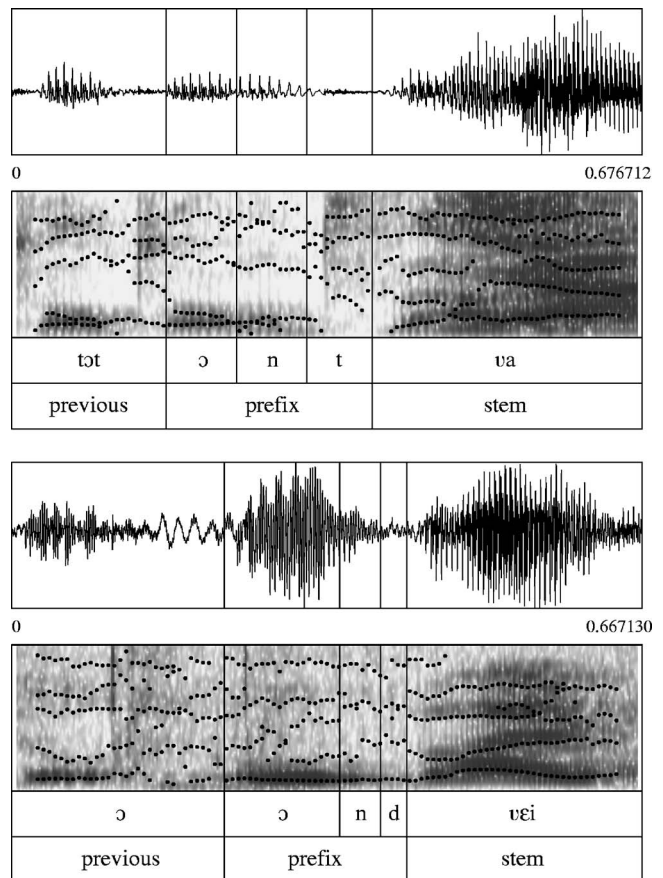 0 0.676712
tɔt ɔ n t ʋa
previous prefix stem
0 0.667130
ɔ ɔ n d ʋɛi
previous prefix stem